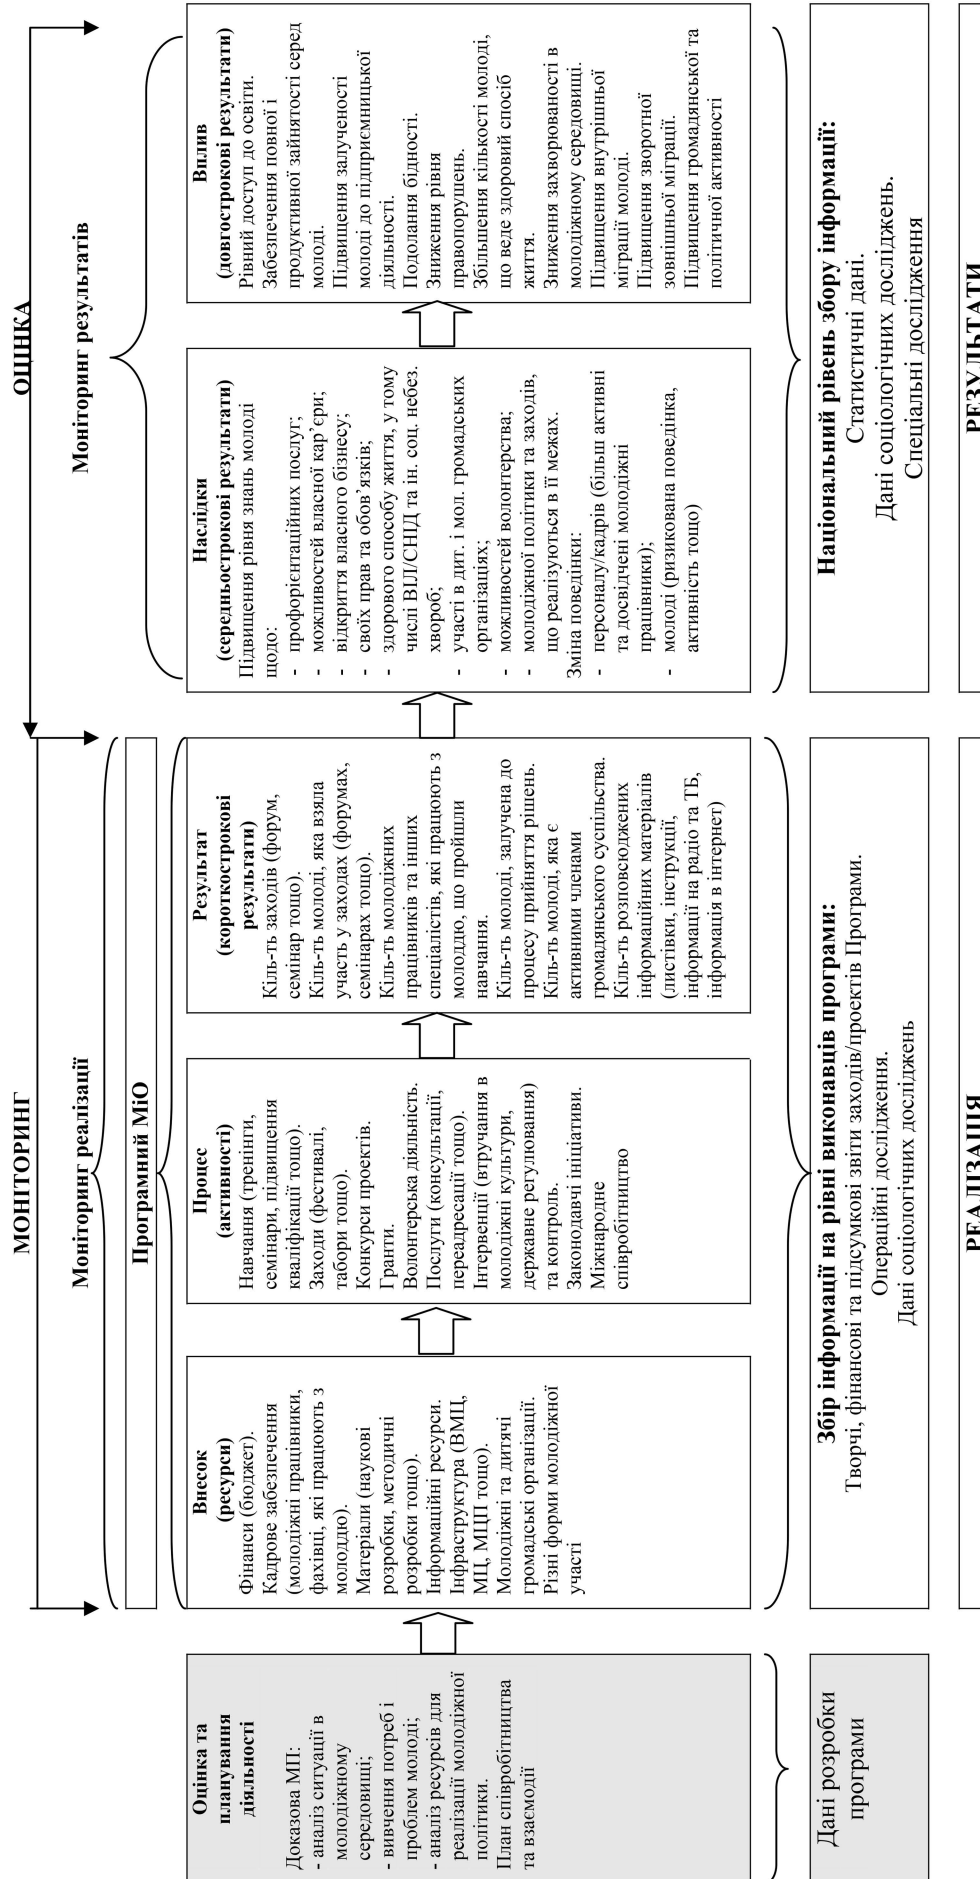 МОНІТОРИНГ
ОЦІНКА
Моніторинг реалізації
Моніторинг результатів
Програмний МіО
Оцінка та
планування
діяльності
Доказова МП:
- аналіз ситуації в
молодіжному
середовищі;
- вивчення потреб і
проблем молоді;
- аналіз ресурсів для
реалізації молодіжної
політики.
План співробітництва
та взаємодії
Внесок
(ресурси)
Фінанси (бюджет).
Кадрове забезпечення
(молодіжні працівники,
фахівці, які працюють з
молоддю).
Матеріали (наукові
розробки, методичні
розробки тощо).
Інформаційні ресурси.
Інфраструктура (ВМЦ,
МЦ, МЦП тощо).
Молодіжні та дитячі
громадські організації.
Різні форми молодіжної
участі
Процес
(активності)
Навчання (тренінги,
семінари, підвищення
кваліфікації тощо).
Заходи (фестивалі,
табори тощо).
Конкурси проектів.
Гранти.
Волонтерська діяльність.
Послуги (консультації,
переадресації тощо).
Інтервенції (втручання в
молодіжні культури,
державне регулювання)
та контроль.
Законодавчі ініціативи.
Міжнародне
співробітництво
Результат
(короткострокові
результати)
Кіль-ть заходів (форум,
семінар тощо).
Кіль-ть молоді, яка взяла
участь у заходах (форумах,
семінарах тощо).
Кіль-ть молодіжних
працівників та інших
спеціалістів, які працюють з
молоддю, що пройшли
навчання.
Кіль-ть молоді, залучена до
процесу прийняття рішень.
Кіль-ть молоді, яка є
активними членами
громадянського суспільства.
Кіль-ть розповсюджених
інформаційних матеріалів
(листівки, інструкції,
інформації на радіо та ТБ,
інформація в інтернет)
Наслідки
(середньострокові результати)
Підвищення рівня знань молоді
щодо:
- профорієнтаційних послуг;
- можливостей власної кар’єри;
- відкриття власного бізнесу;
- своїх прав та обов’язків;
- здорового способу життя, у тому
числі ВІЛ/СНІД та ін. соц. небез.
хвороб;
- участі в дит. і мол. громадських
організаціях;
- можливостей волонтерства;
- молодіжної політики та заходів,
що реалізуються в її межах.
Зміна поведінки:
- персоналу/кадрів (більш активні
та досвідчені молодіжні
працівники);
- молоді (ризикована поведінка,
активність тощо)
Вплив
(довгострокові результати)
Рівний доступ до освіти.
Забезпечення повної і
продуктивної зайнятості серед
молоді.
Підвищення залученості
молоді до підприємницької
діяльності.
Подолання бідності.
Зниження рівня
правопорушень.
Збільшення кількості молоді,
що веде здоровий спосіб
життя.
Зниження захворюваності в
молодіжному середовищі.
Підвищення внутрішньої
міграції молоді.
Підвищення зворотної
зовнішньої міграції.
Підвищення громадянської та
політичної активності
Дані розробки
програми
Збір інформації на рівні виконавців програми:
Творчі, фінансові та підсумкові звіти заходів/проектів Програми.
Операційні дослідження.
Дані соціологічних досліджень
Національний рівень збору інформації:
Статистичні дані.
Дані соціологічних досліджень.
Спеціальні дослідження
РЕАЛІЗАЦІЯ
РЕЗУЛЬТАТИ